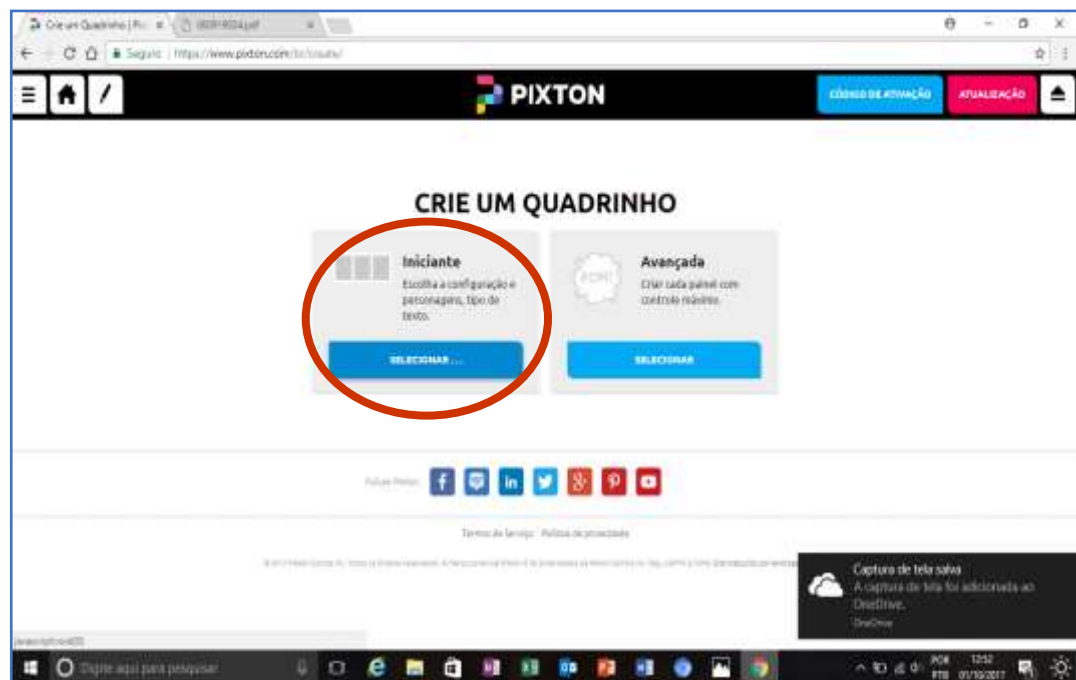 Crie um Quadrinho | Pi
Seguro | https://www.pixton.com/br/create/
PIXTON
CÓDIGO DE ATIVAÇÃO
ATUALIZAÇÃO
CRIE UM QUADRINHO
Iniciante
Escolha a configuração e
personagens, tipo de
texto.
SELECIONAR ...
Avançada
Criar cada painel com
controle máximo.
SELECIONAR
Termos de Serviço Política de privacidade
Captura de tela salva
A captura de tela foi adicionada ao
OneDrive.
OneDrive
Digite aqui para pesquisar
POR
PTB
12:52
01/10/2017